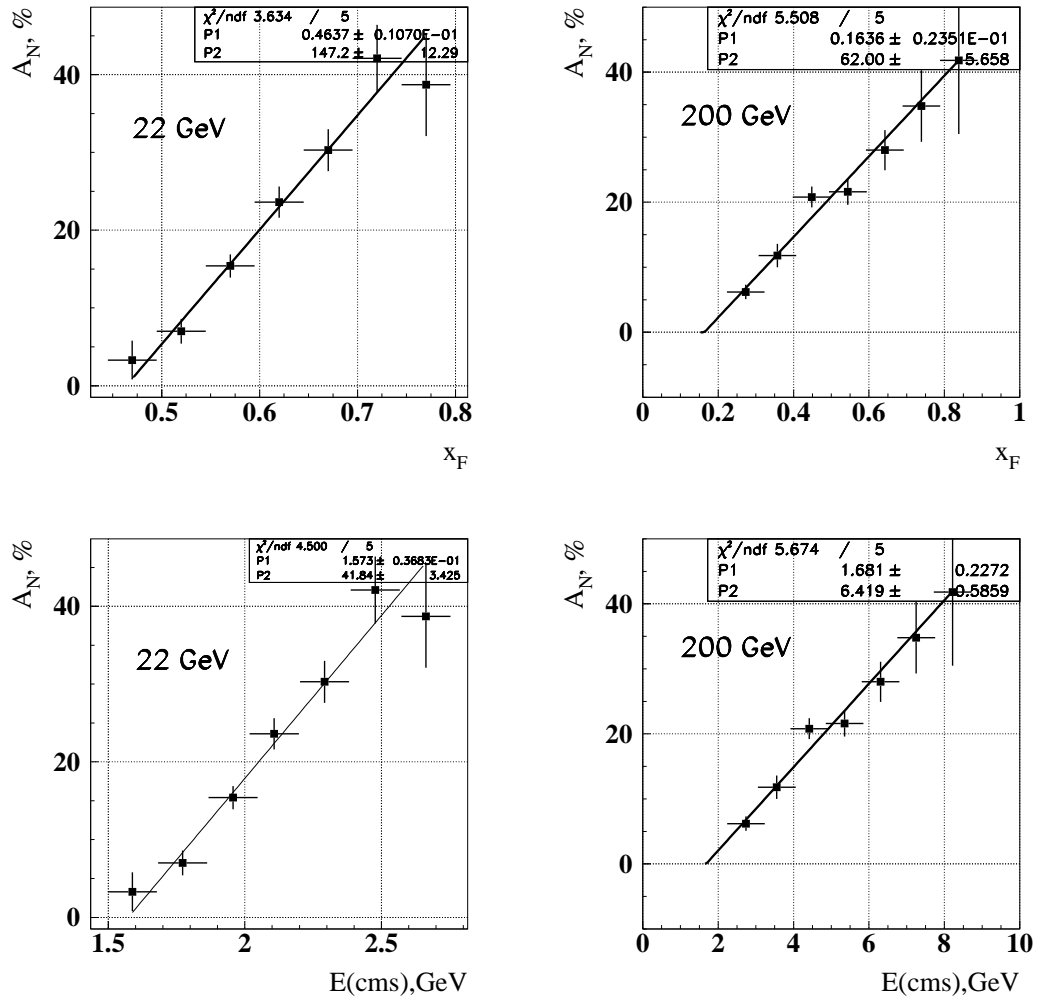 A_N, %
χ²/ndf 3.634 / 5
P1 0.4637 ± 0.1070E-01
P2 147.2 ± 12.29
22 GeV
40
20
0
0.5 0.6 0.7 0.8
x_F
A_N, %
χ²/ndf 5.508 / 5
P1 0.1636 ± 0.2351E-01
P2 62.00 ± 5.658
200 GeV
40
20
0
0 0.2 0.4 0.6 0.8 1
x_F
A_N, %
χ²/ndf 4.500 / 5
P1 1.573 ± 0.3683E-01
P2 41.84 ± 3.425
22 GeV
40
20
0
1.5 2 2.5
E(cms),GeV
A_N, %
χ²/ndf 5.674 / 5
P1 1.681 ± 0.2272
P2 6.419 ± 0.5859
200 GeV
40
20
0
0 2 4 6 8 10
E(cms),GeV